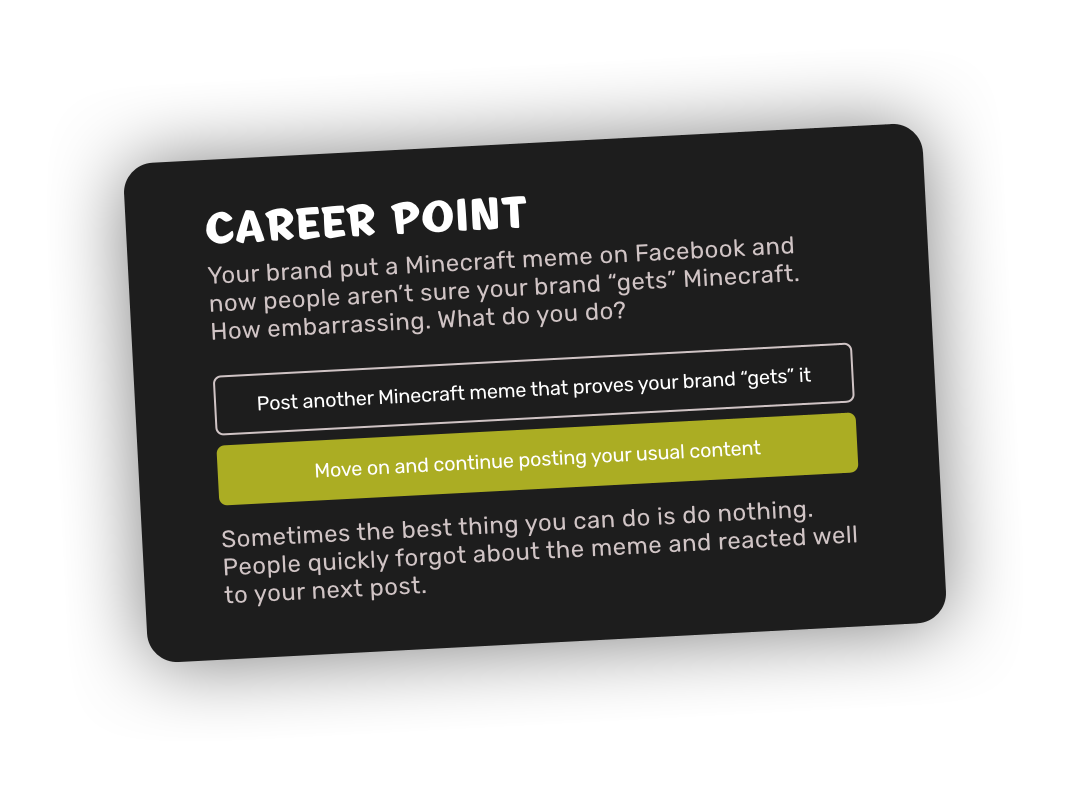 CAREER POINT
Your brand put a Minecraft meme on Facebook and
now people aren’t sure your brand “gets” Minecraft.
How embarrassing. What do you do?
Post another Minecraft meme that proves your brand “gets” it
Move on and continue posting your usual content
Sometimes the best thing you can do is do nothing.
People quickly forgot about the meme and reacted well
to your next post.